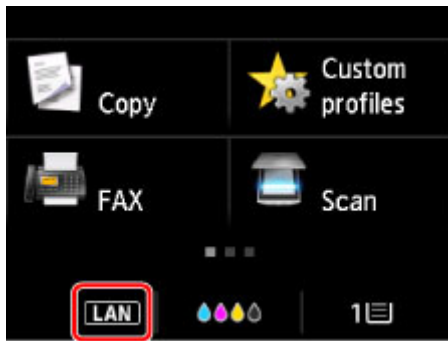 Copy
Custom
profiles
FAX
Scan
LAN
1